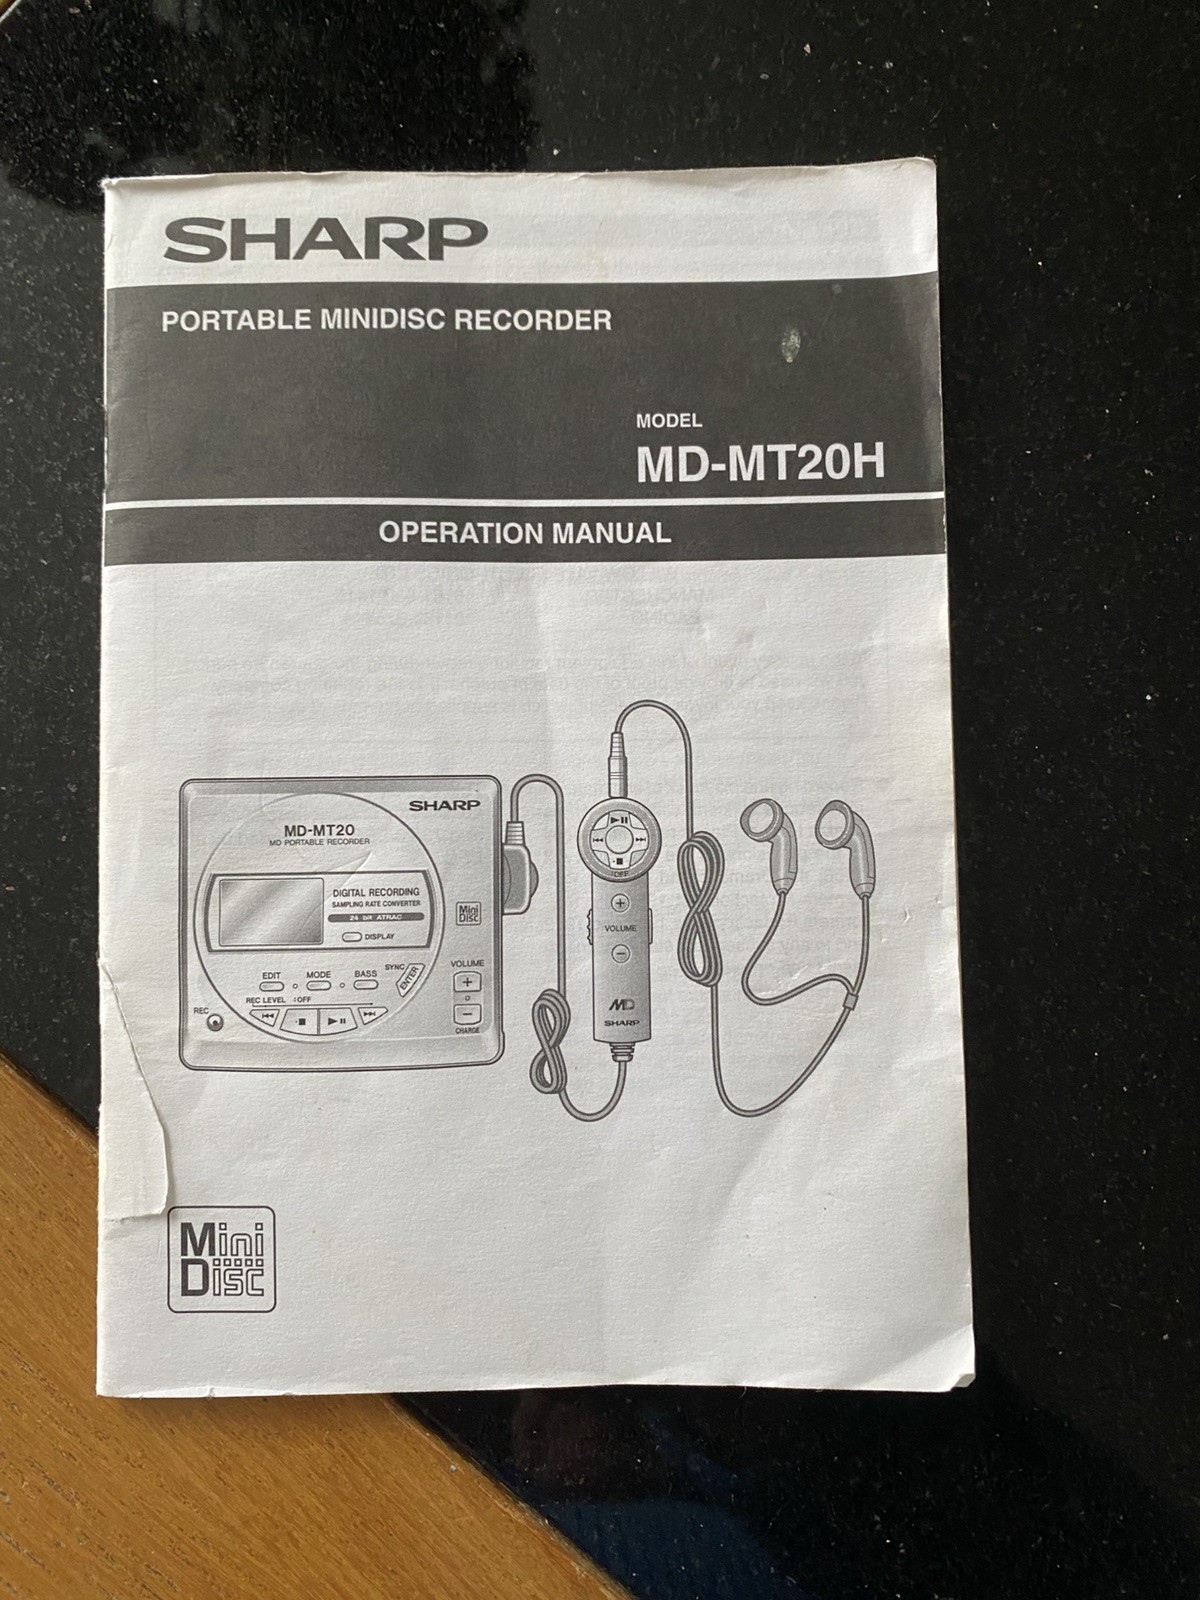 SHARP
PORTABLE MINIDISC RECORDER
MODEL
MD-MT20H
OPERATION MANUAL
SHARP
MD-MT20
MD PORTABLE RECORDER
DIGITAL RECORDING
SAMPLING RATE CONVERTER
24 bit ATRAC
DISPLAY
Mini
Disc
EDIT
MODE
BASS
SYNC
ENTER
VOLUME
+
−
CHARGE
REC LEVEL
:OFF
REC
:OFF
+
VOLUME
−
MD
SHARP
Mini
Disc